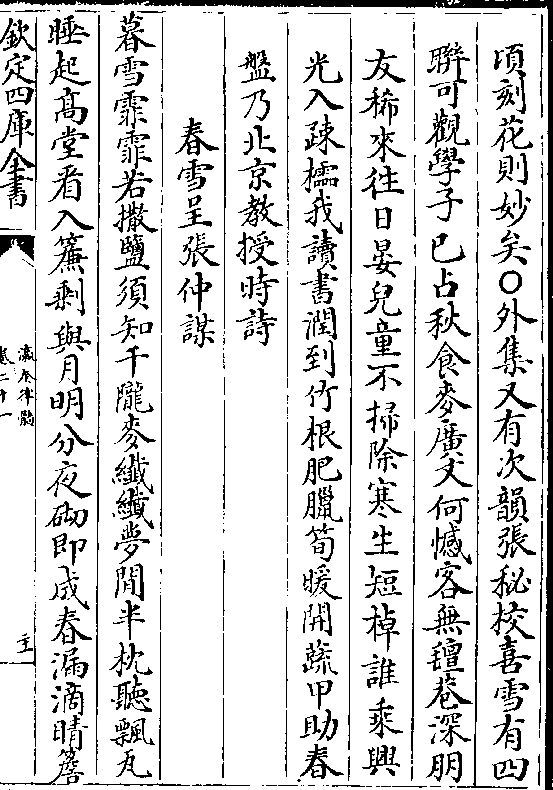 頃刻花則妙矣○外集又有次韻張秘校喜雪有四
聯可觀學子已占秋食麥廣文何憾客無氊巷深朋
友稀來往日晏兒童不掃除寒生短棹誰乘興
光入疎櫺我讀書潤到竹根肥臘筍暖開蔬甲助春
盤乃北京教授時詩
春雪呈張仲謀
暮雪霏霏若撒鹽須知千隴麥纖纖夢閒半枕聽飄瓦
睡起髙堂看入簾剩與月明分夜砌即成春漏滴晴簷
欽定四庫全書
瀛奎律髓
卷二十一